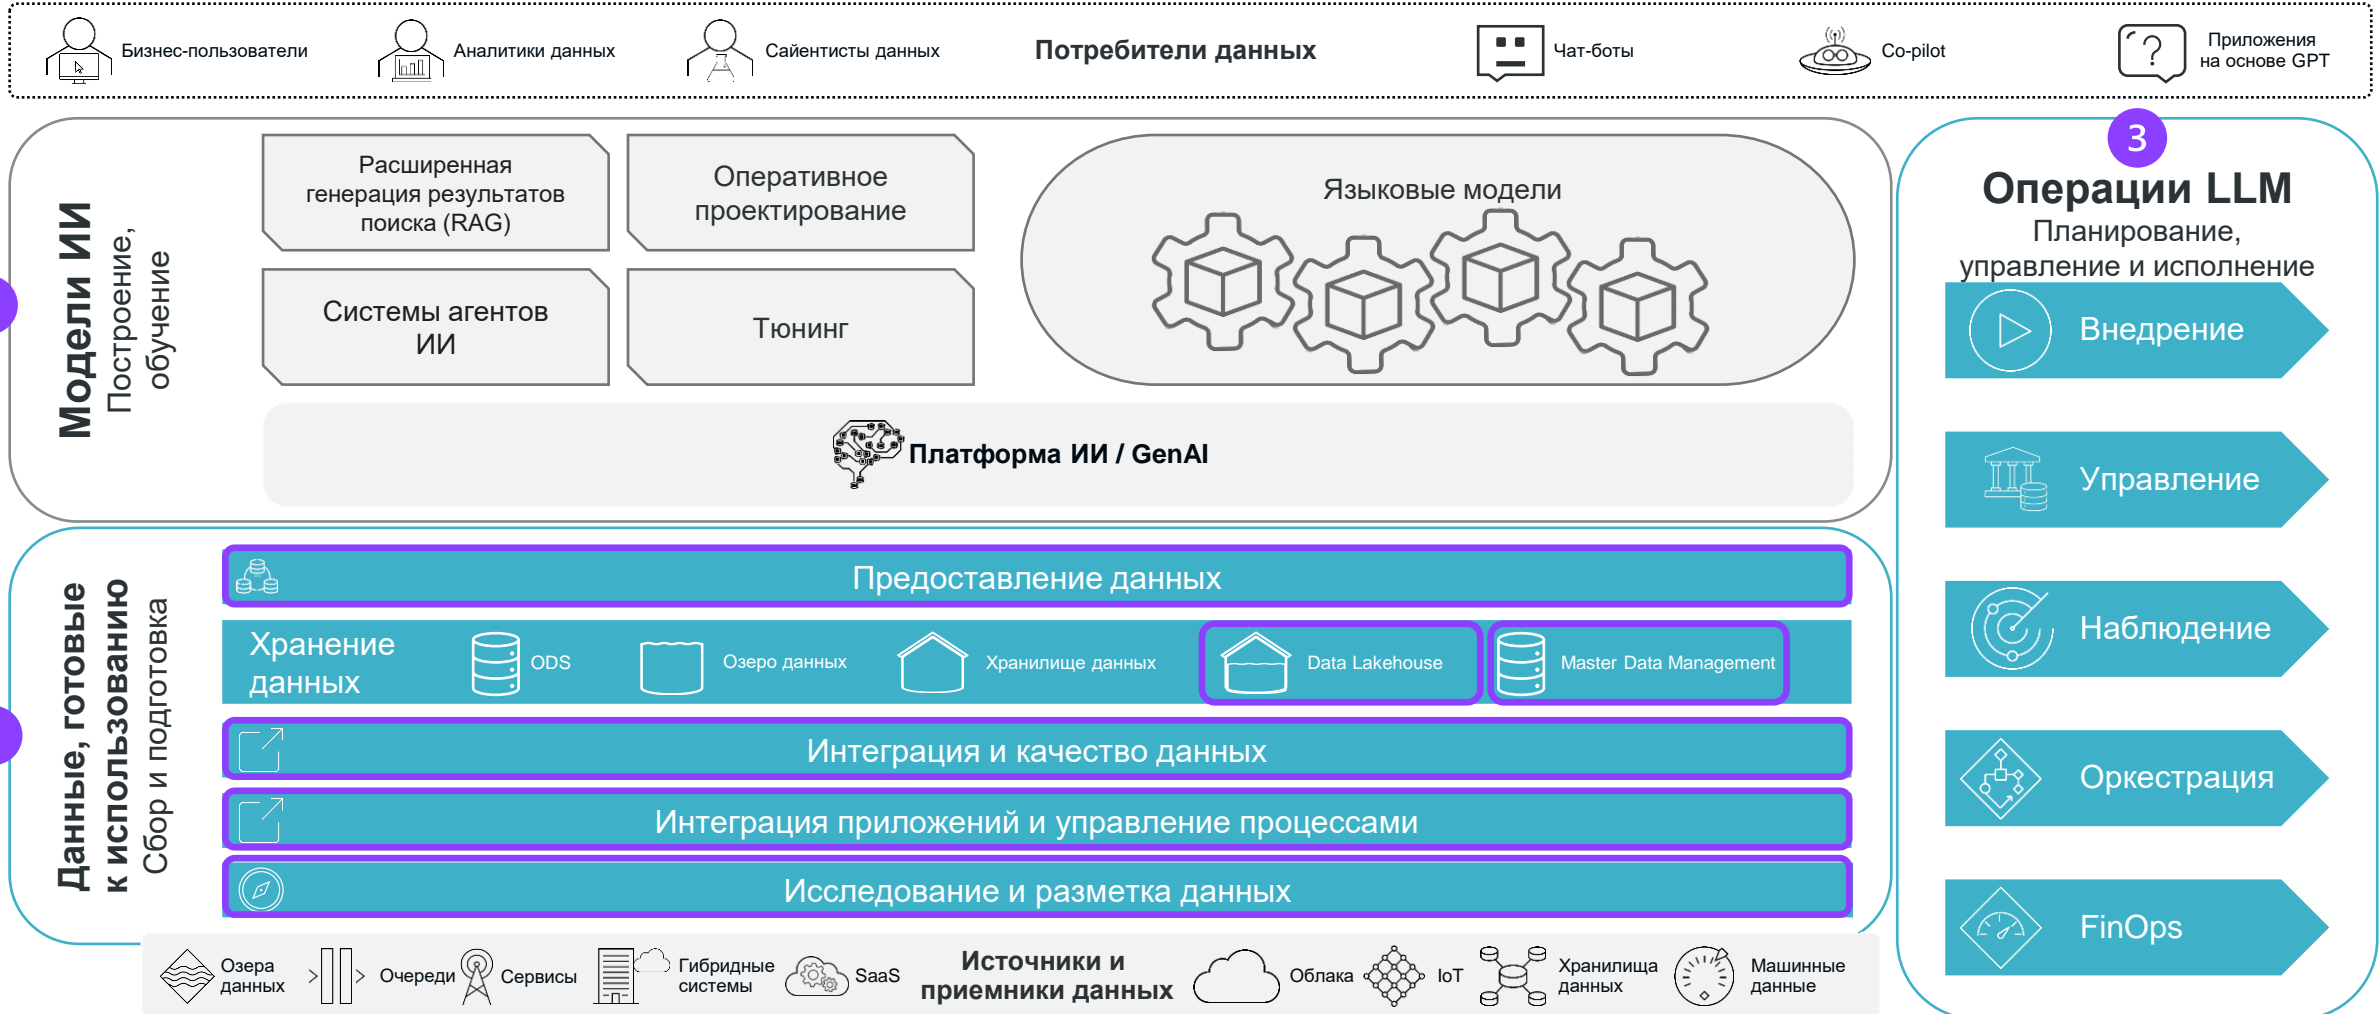 Бизнес-пользователи
Аналитики данных
Сайентисты данных
Потребители данных
Чат-боты
Co-pilot
Приложения
на основе GPT
Модели ИИ
Построение,
обучение
Расширенная
генерация результатов
поиска (RAG)
Оперативное
проектирование
Системы агентов
ИИ
Тюнинг
Языковые модели
Платформа ИИ / GenAI
Данные, готовые
к использованию
Сбор и подготовка
Предоставление данных
Хранение
данных
ODS
Озеро данных
Хранилище данных
Data Lakehouse
Master Data Management
Интеграция и качество данных
Интеграция приложений и управление процессами
Исследование и разметка данных
Озера
данных
Очереди
Сервисы
Гибридные
системы
SaaS
Источники и
приемники данных
Облака
IoT
Хранилища
данных
Машинные
данные
3
Операции LLM
Планирование,
управление и исполнение
Внедрение
Управление
Наблюдение
Оркестрация
FinOps